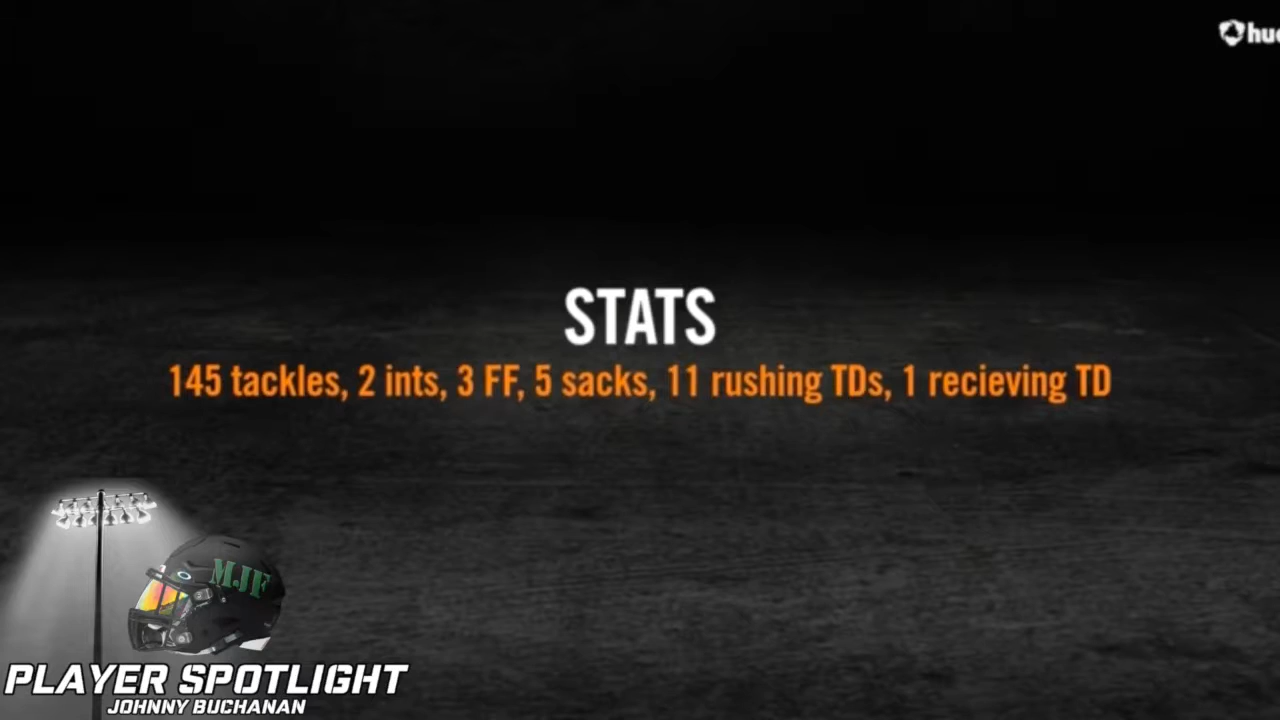 hu
STATS
145 tackles, 2 ints, 3 FF, 5 sacks, 11 rushing TDs, 1 recieving TD
MJF
PLAYER SPOTLIGHT
JOHNNY BUCHANAN